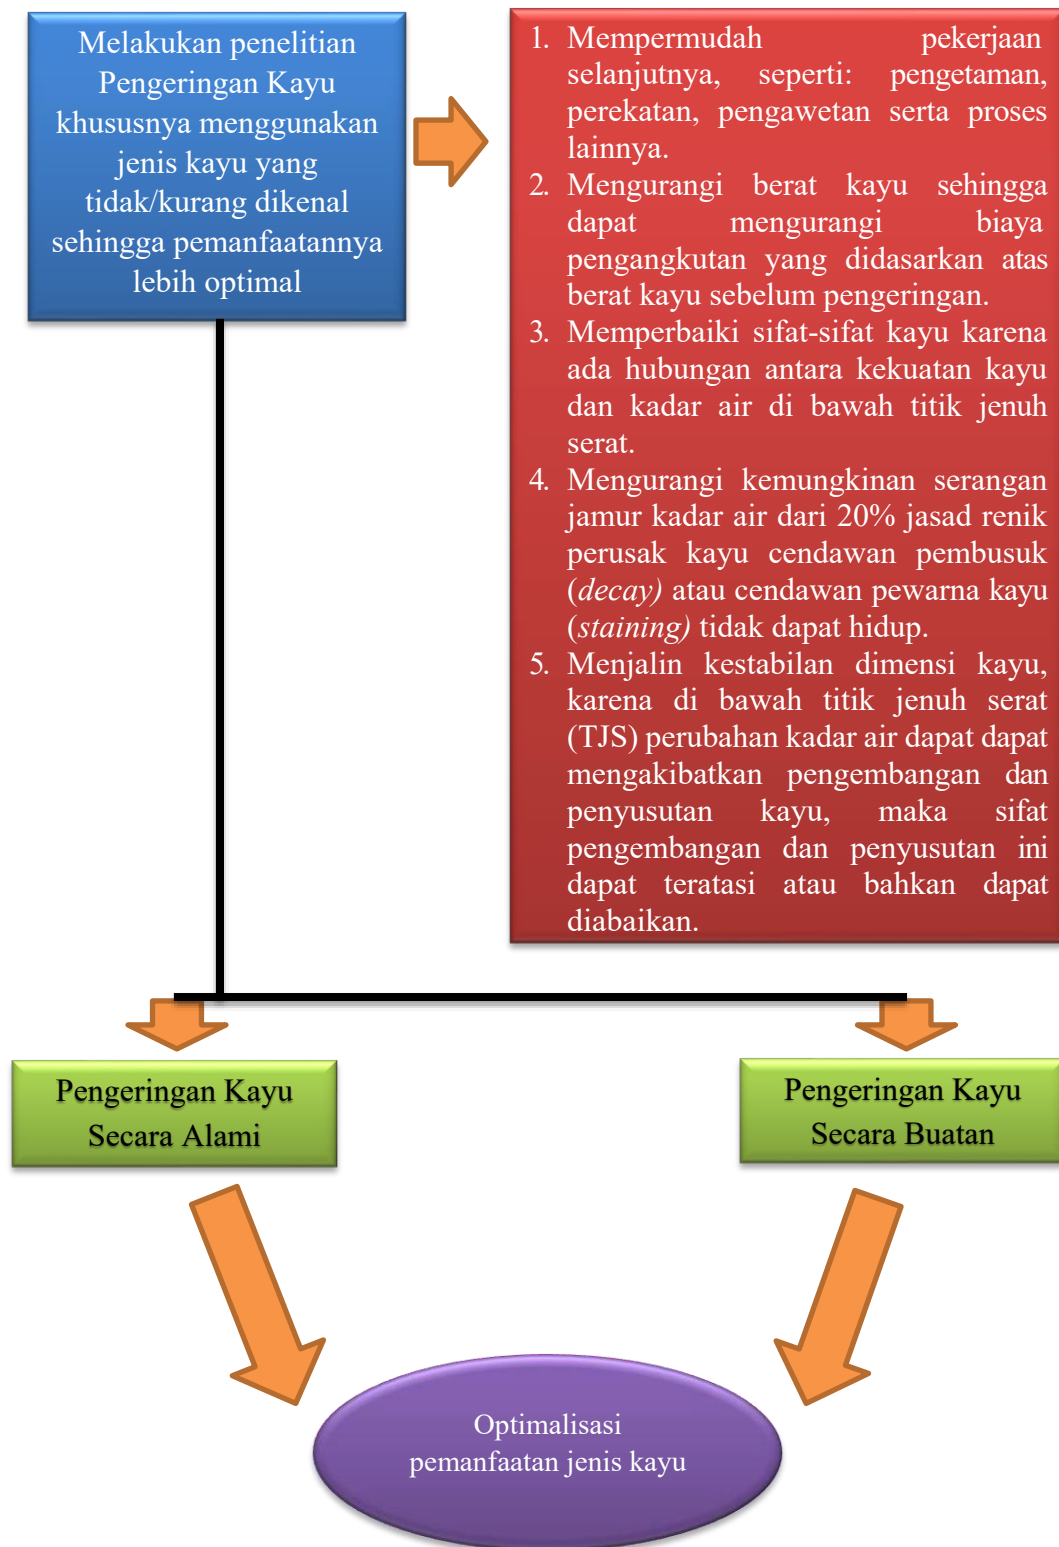 Melakukan penelitian
Pengeringan Kayu
khususnya menggunakan
jenis kayu yang
tidak/kurang dikenal
sehingga pemanfaatannya
lebih optimal
1. Mempermudah pekerjaan
selanjutnya, seperti: pengetaman,
perekatan, pengawetan serta proses
lainnya.
2. Mengurangi berat kayu sehingga
dapat mengurangi biaya
pengangkutan yang didasarkan atas
berat kayu sebelum pengeringan.
3. Memperbaiki sifat-sifat kayu karena
ada hubungan antara kekuatan kayu
dan kadar air di bawah titik jenuh
serat.
4. Mengurangi kemungkinan serangan
jamur kadar air dari 20% jasad renik
perusak kayu cendawan pembusuk
(decay) atau cendawan pewarna kayu
(staining) tidak dapat hidup.
5. Menjalin kestabilan dimensi kayu,
karena di bawah titik jenuh serat
(TJS) perubahan kadar air dapat dapat
mengakibatkan pengembangan dan
penyusutan kayu, maka sifat
pengembangan dan penyusutan ini
dapat teratasi atau bahkan dapat
diabaikan.
Pengeringan Kayu
Secara Alami
Pengeringan Kayu
Secara Buatan
Optimalisasi
pemanfaatan jenis kayu